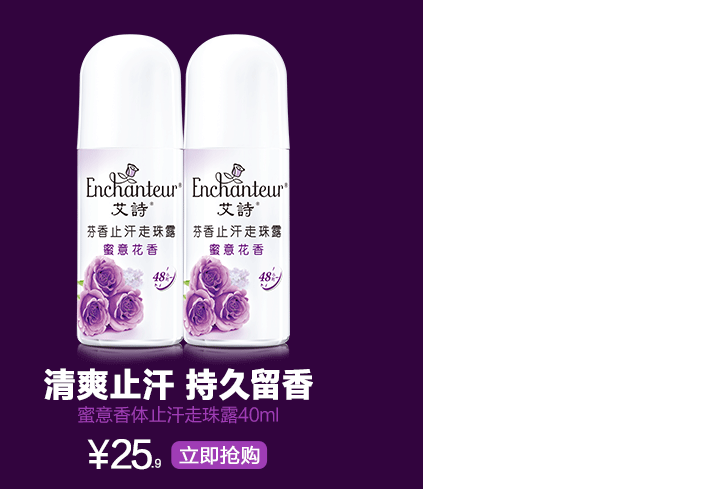 Enchanteur®
艾詩®
芬香止汗走珠露
蜜意花香
48
Enchanteur®
艾詩®
芬香止汗走珠露
蜜意花香
48
清爽止汗 持久留香
蜜意香体止汗走珠露40ml
¥25.9 立即抢购